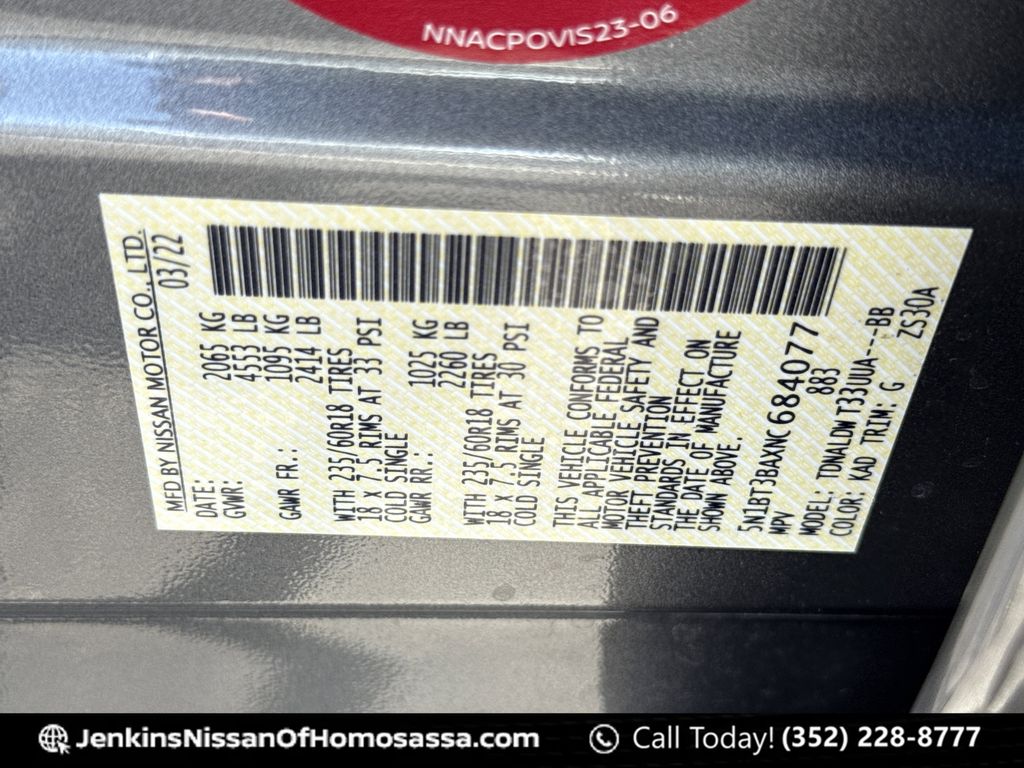 NNACPOVIS23-06
MFD BY NISSAN MOTOR CO., LTD.
DATE: 03/22
GVWR: 2065 KG
4553 LB
GAWR FR.: 1095 KG
2414 LB
WITH 235/60R18 TIRES
18 X 7.5 RIMS AT 33 PSI
COLD SINGLE
GAWR RR.: 1025 KG
2260 LB
WITH 235/60R18 TIRES
18 X 7.5 RIMS AT 30 PSI
COLD SINGLE
THIS VEHICLE CONFORMS TO
ALL APPLICABLE FEDERAL
MOTOR VEHICLE SAFETY AND
THEFT PREVENTION
STANDARDS IN EFFECT ON
THE DATE OF MANUFACTURE
SHOWN ABOVE.
5N1BT3BAXNC684077
MPV 883
MODEL: TDNALDW T33UUA---BB
COLOR: KAD TRIM: G ZS30A
JenkinsNissanOfHomosassa.com
Call Today! (352) 228-8777